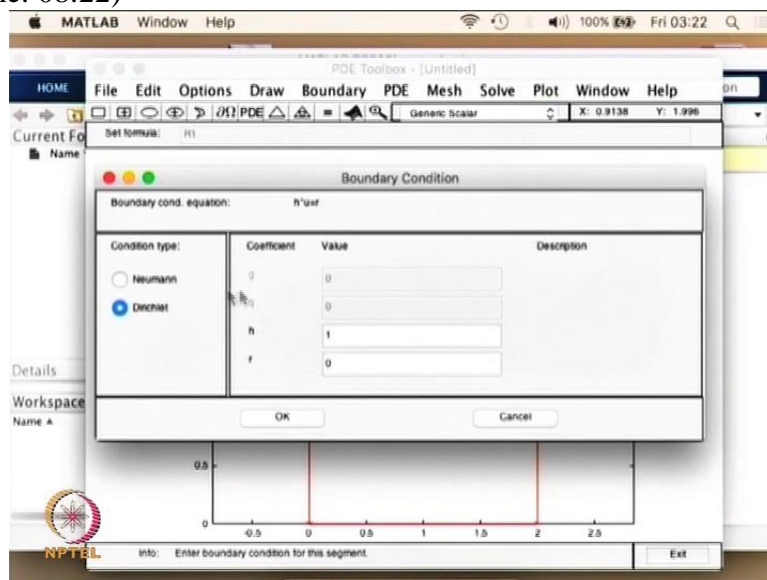 MATLAB Window Help 100% Fri 03:22
PDE Toolbox - [Untitled]
HOME
File Edit Options Draw Boundary PDE Mesh Solve Plot Window Help
∂Ω PDE = Generic Scalar X: 0.9138 Y: 1.996
Current Fo
Set formula: R1
Name
Boundary Condition
Boundary cond. equation: h*u=r
Condition type: Coefficient Value Description
Neumann g 0
Dirichlet q 0
h 1
r 0
Details
Workspace
Name
OK Cancel
0.5
0
-0.5 0 0.5 1 1.5 2 2.5
NPTEL
Info: Enter boundary condition for this segment. Exit